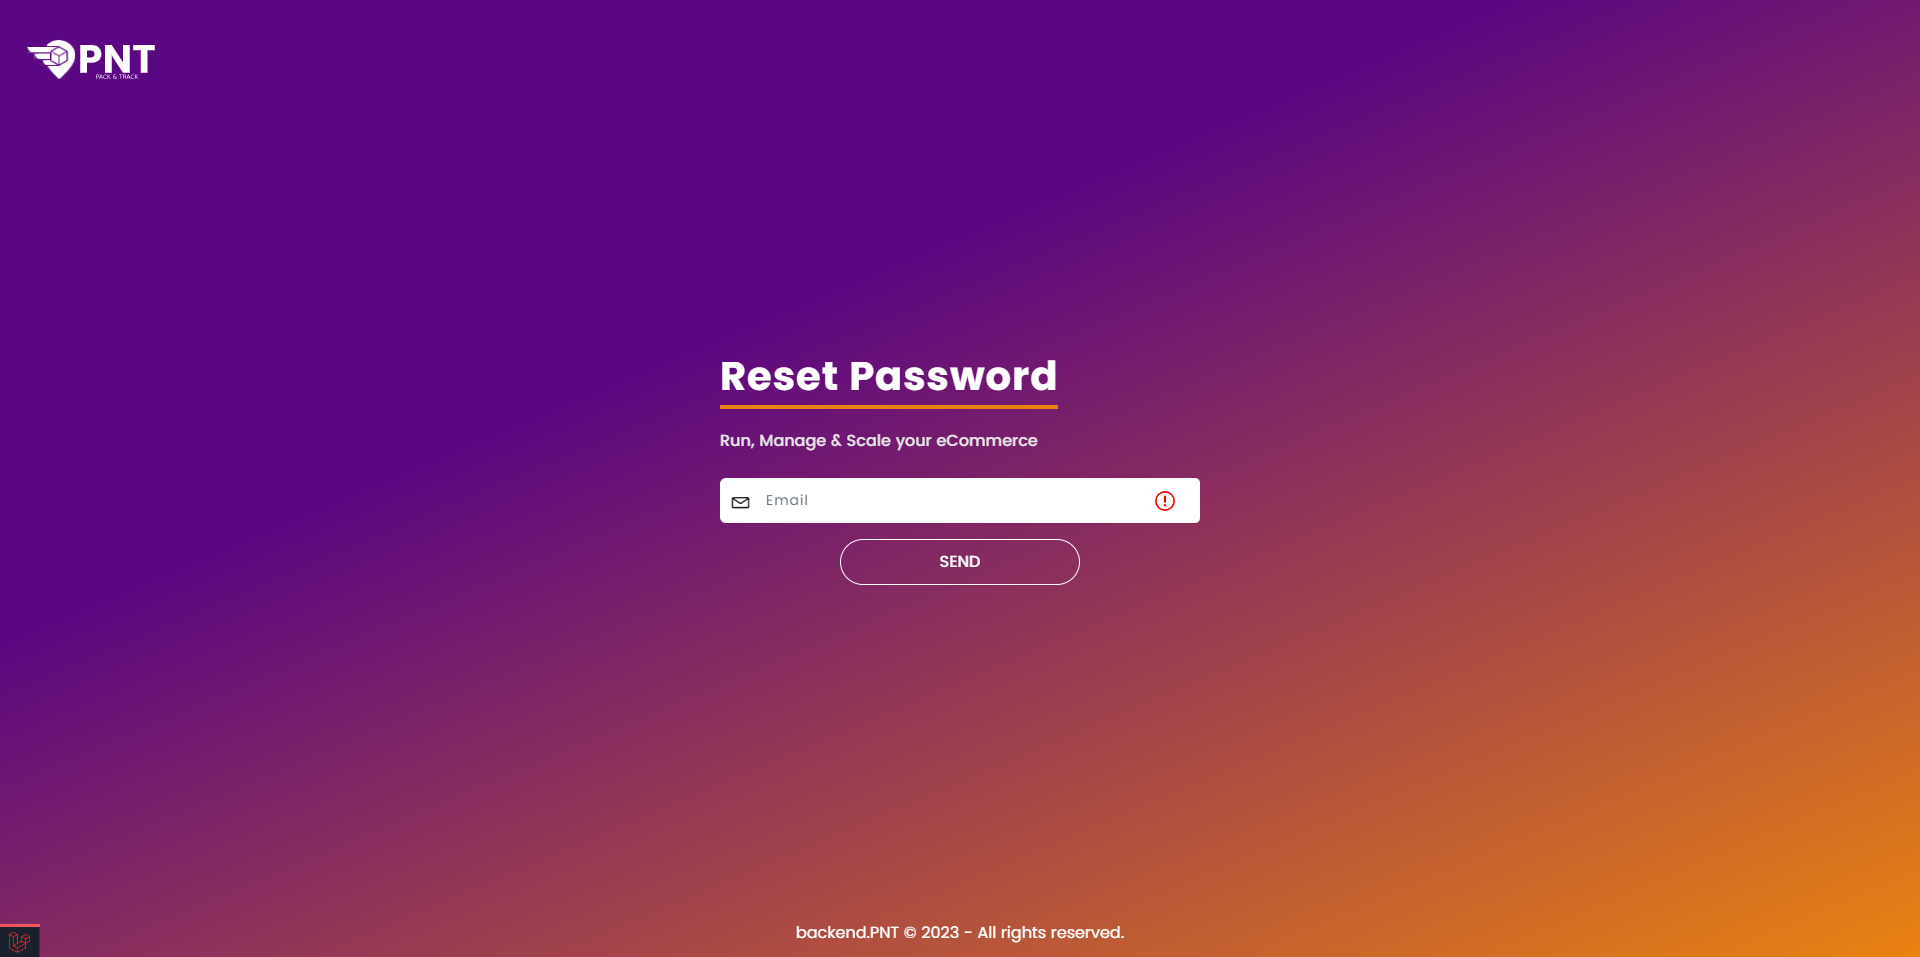 PNT
PACK & TRACK
Reset Password
Run, Manage & Scale your eCommerce
Email
SEND
backend.PNT © 2023 - All rights reserved.